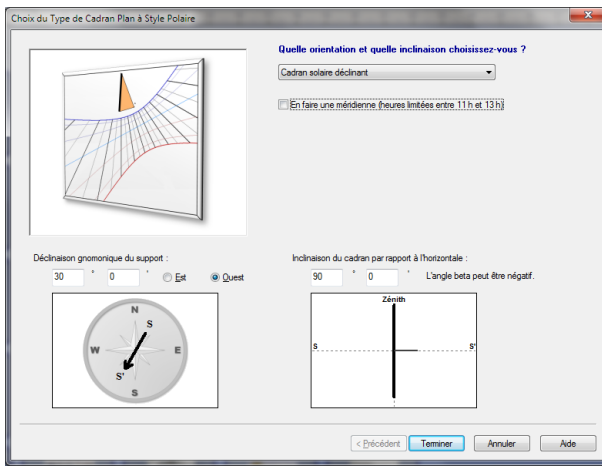 Choix du Type de Cadran Plan à Style Polaire
Quelle orientation et quelle inclinaison choisissez-vous ?
Cadran solaire déclinant
En faire une méridienne (heures limitées entre 11 h et 13 h)
Déclinaison gnomonique du support :
30 ° 0 ' Est Ouest
Inclinaison du cadran par rapport à l'horizontale :
90 ° 0 ' L'angle beta peut être négatif.
N
S
W E
S'
S
Zénith
S S'
< Précédent Terminer Annuler Aide